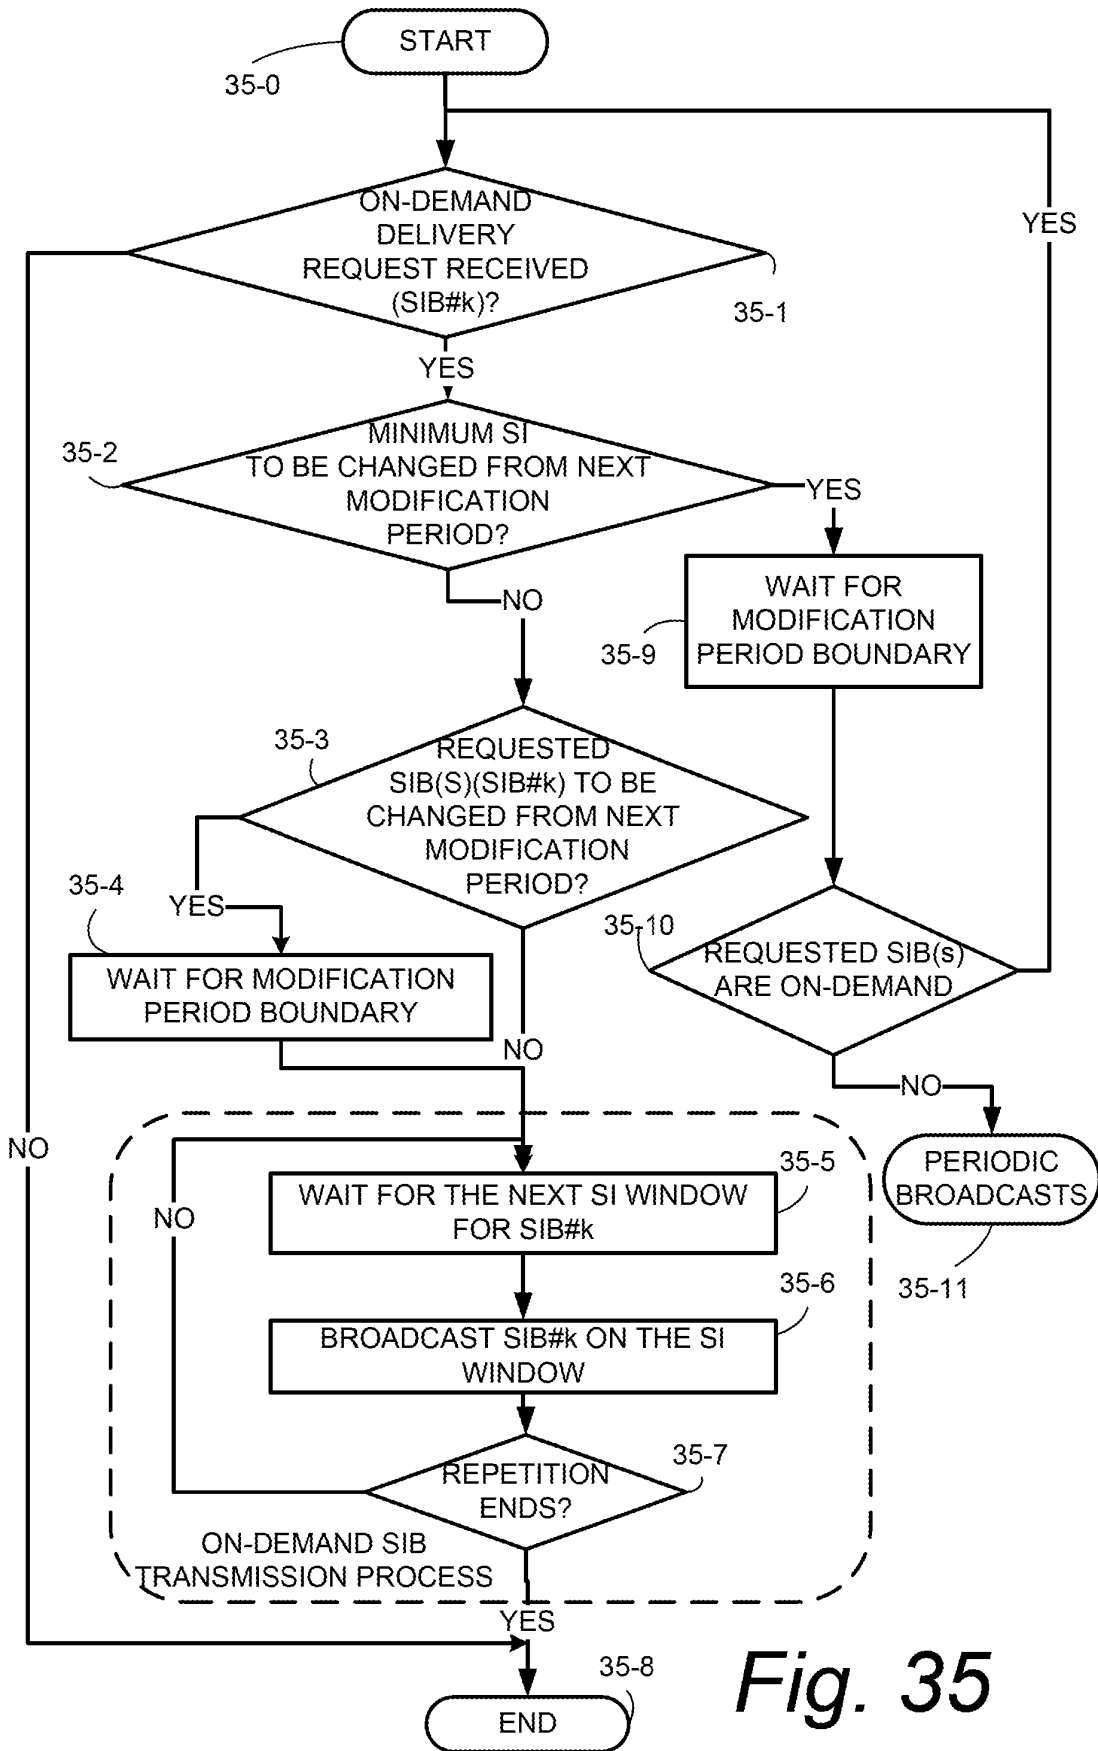 START
35-0
ON-DEMAND
DELIVERY
REQUEST RECEIVED
(SIB#k)?
35-1
YES
YES
MINIMUM SI
TO BE CHANGED FROM NEXT
MODIFICATION
PERIOD?
35-2
YES
NO
WAIT FOR
MODIFICATION
PERIOD BOUNDARY
35-9
35-3
REQUESTED
SIB(S)(SIB#k) TO BE
CHANGED FROM NEXT
MODIFICATION
PERIOD?
35-4
YES
35-10
REQUESTED SIB(s)
ARE ON-DEMAND
WAIT FOR MODIFICATION
PERIOD BOUNDARY
NO
NO
NO
PERIODIC
BROADCASTS
35-11
35-5
WAIT FOR THE NEXT SI WINDOW
FOR SIB#k
NO
35-6
BROADCAST SIB#k ON THE SI
WINDOW
35-7
REPETITION
ENDS?
ON-DEMAND SIB
TRANSMISSION PROCESS
YES
35-8
END
Fig. 35